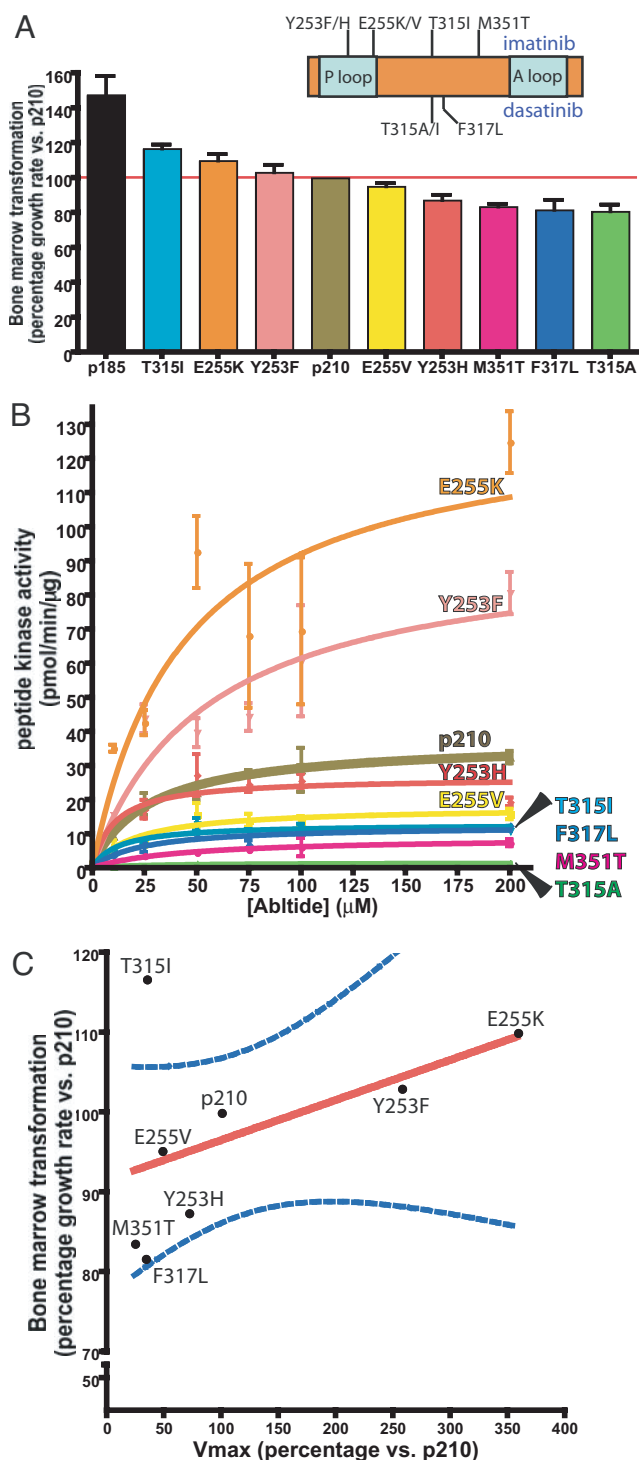 A
Y253F/H E255K/V T315I M351T
imatinib
P loop
A loop
dasatinib
T315A/I
F317L
Bone marrow transformation
(percentage growth rate vs. p210)
160
140
120
100
80
60
40
20
0
p185 T315I E255K Y253F p210 E255V Y253H M351T F317L T315A
B
peptide kinase activity
(pmol/min/µg)
130
120
110
100
90
80
70
60
50
40
30
20
10
0
E255K
Y253F
p210
Y253H
E255V
T315I
F317L
M351T
T315A
0 25 50 75 100 125 150 175 200
[Abltide] (µM)
C
Bone marrow transformation
(percentage growth rate vs. p210)
120
110
100
90
80
70
50
T315I
E255K
p210
Y253F
E255V
Y253H
M351T
F317L
0 50 100 150 200 250 300 350 400
Vmax (percentage vs. p210)